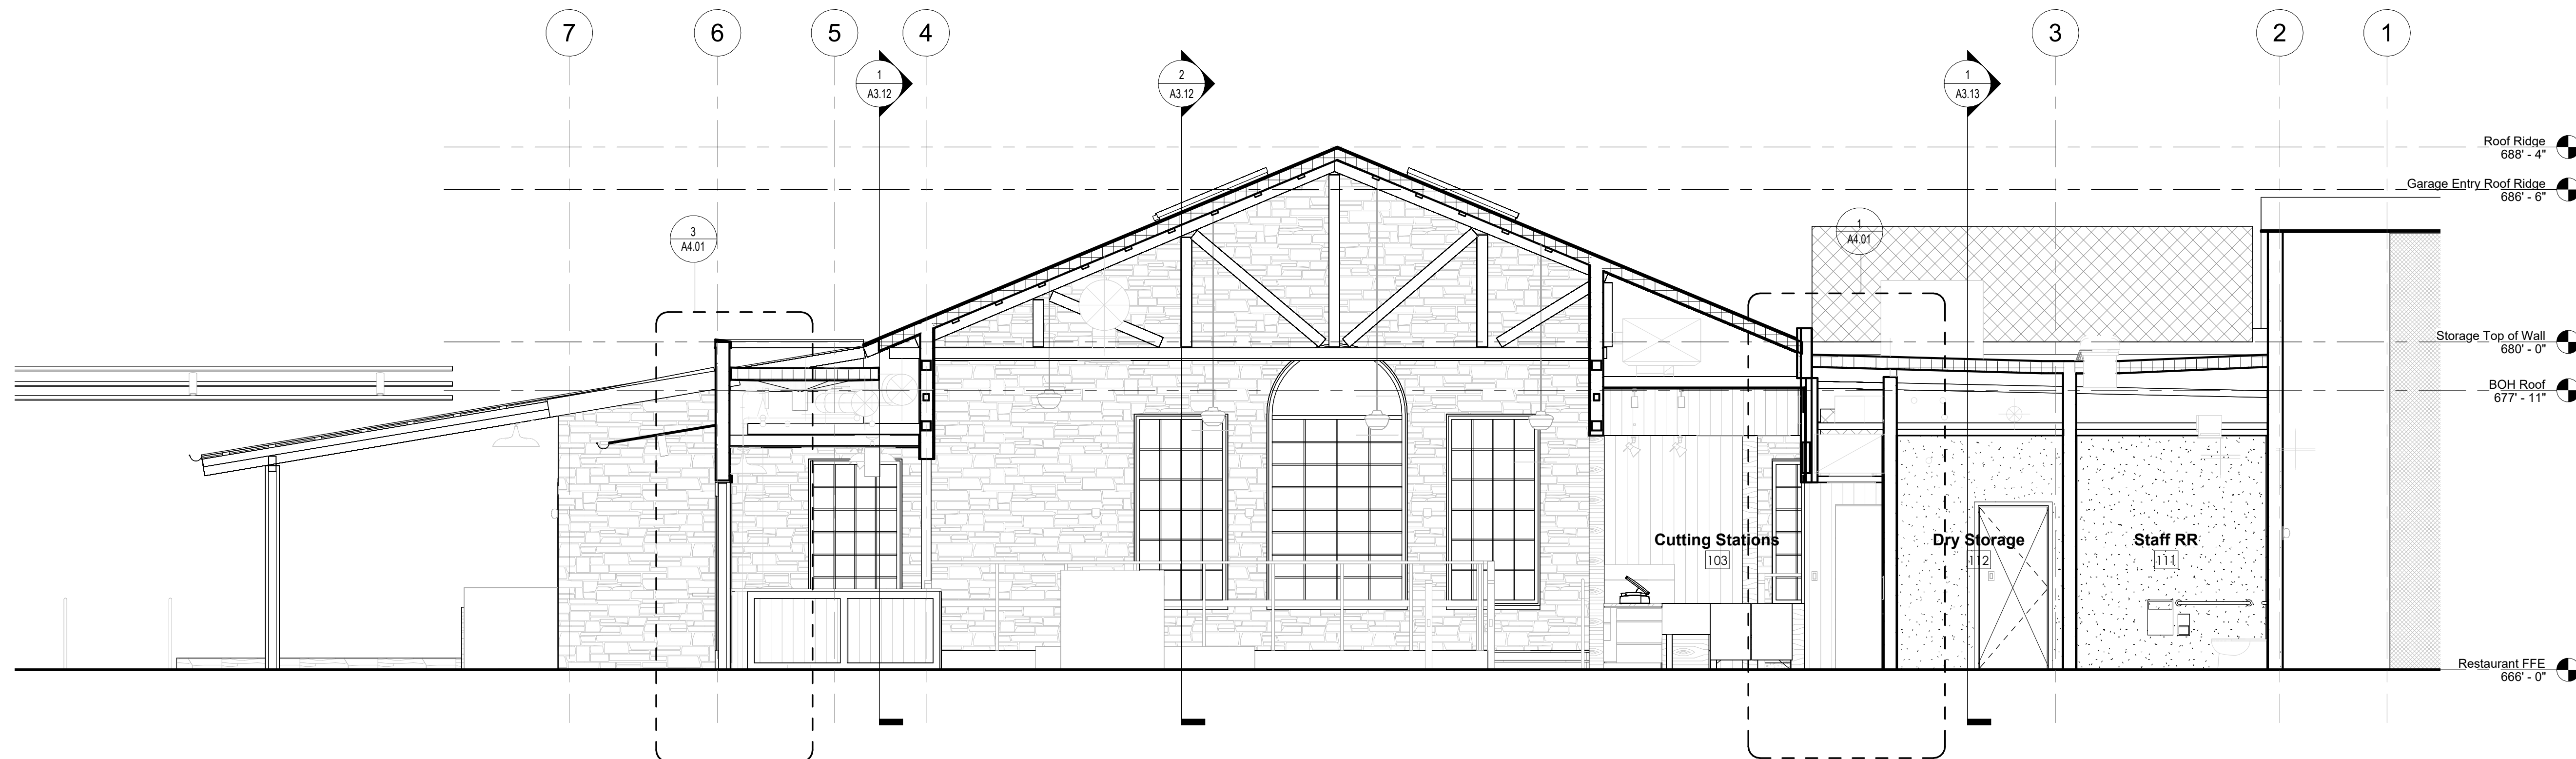 7
6
5
4
3
2
1
1
A3.12
2
A3.12
1
A3.13
Roof Ridge
688' - 4"
Garage Entry Roof Ridge
686' - 6"
3
A4.01
1
A4.01
Storage Top of Wall
680' - 0"
BOH Roof
677' - 11"
Cutting Stations
103
Dry Storage
112
Staff RR
111
Restaurant FFE
666' - 0"